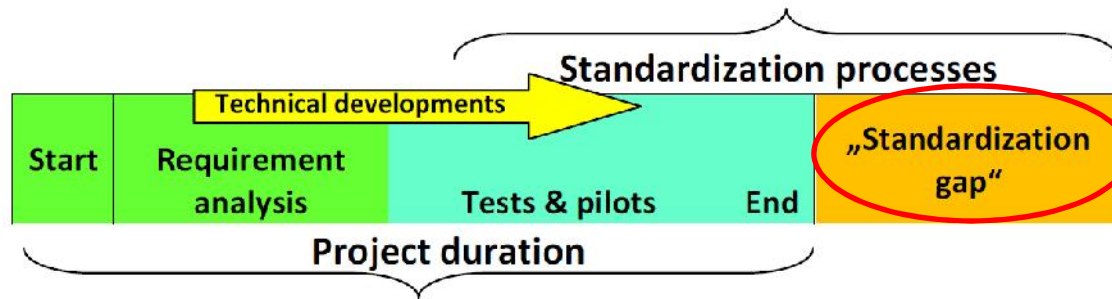 Standardization processes
Technical developments
Start
Requirement
analysis
Tests & pilots
End
„Standardization
gap“
Project duration